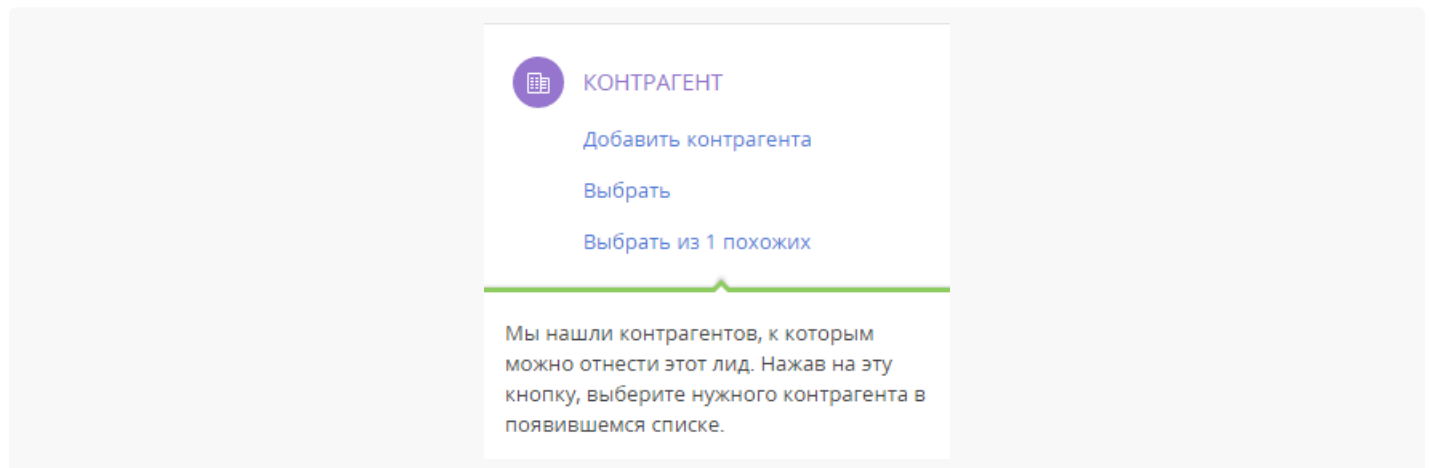 КОНТРАГЕНТ
Добавить контрагента
Выбрать
Выбрать из 1 похожих
Мы нашли контрагентов, к которым
можно отнести этот лид. Нажав на эту
кнопку, выберите нужного контрагента в
появившемся списке.